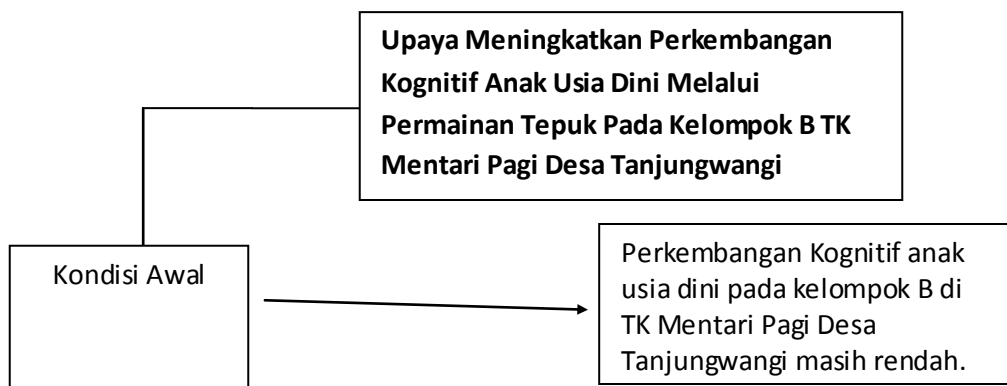 Upaya Meningkatkan Perkembangan
Kognitif Anak Usia Dini Melalui
Permainan Tepuk Pada Kelompok B TK
Mentari Pagi Desa Tanjungwangi
Kondisi Awal
Perkembangan Kognitif anak
usia dini pada kelompok B di
TK Mentari Pagi Desa
Tanjungwangi masih rendah.